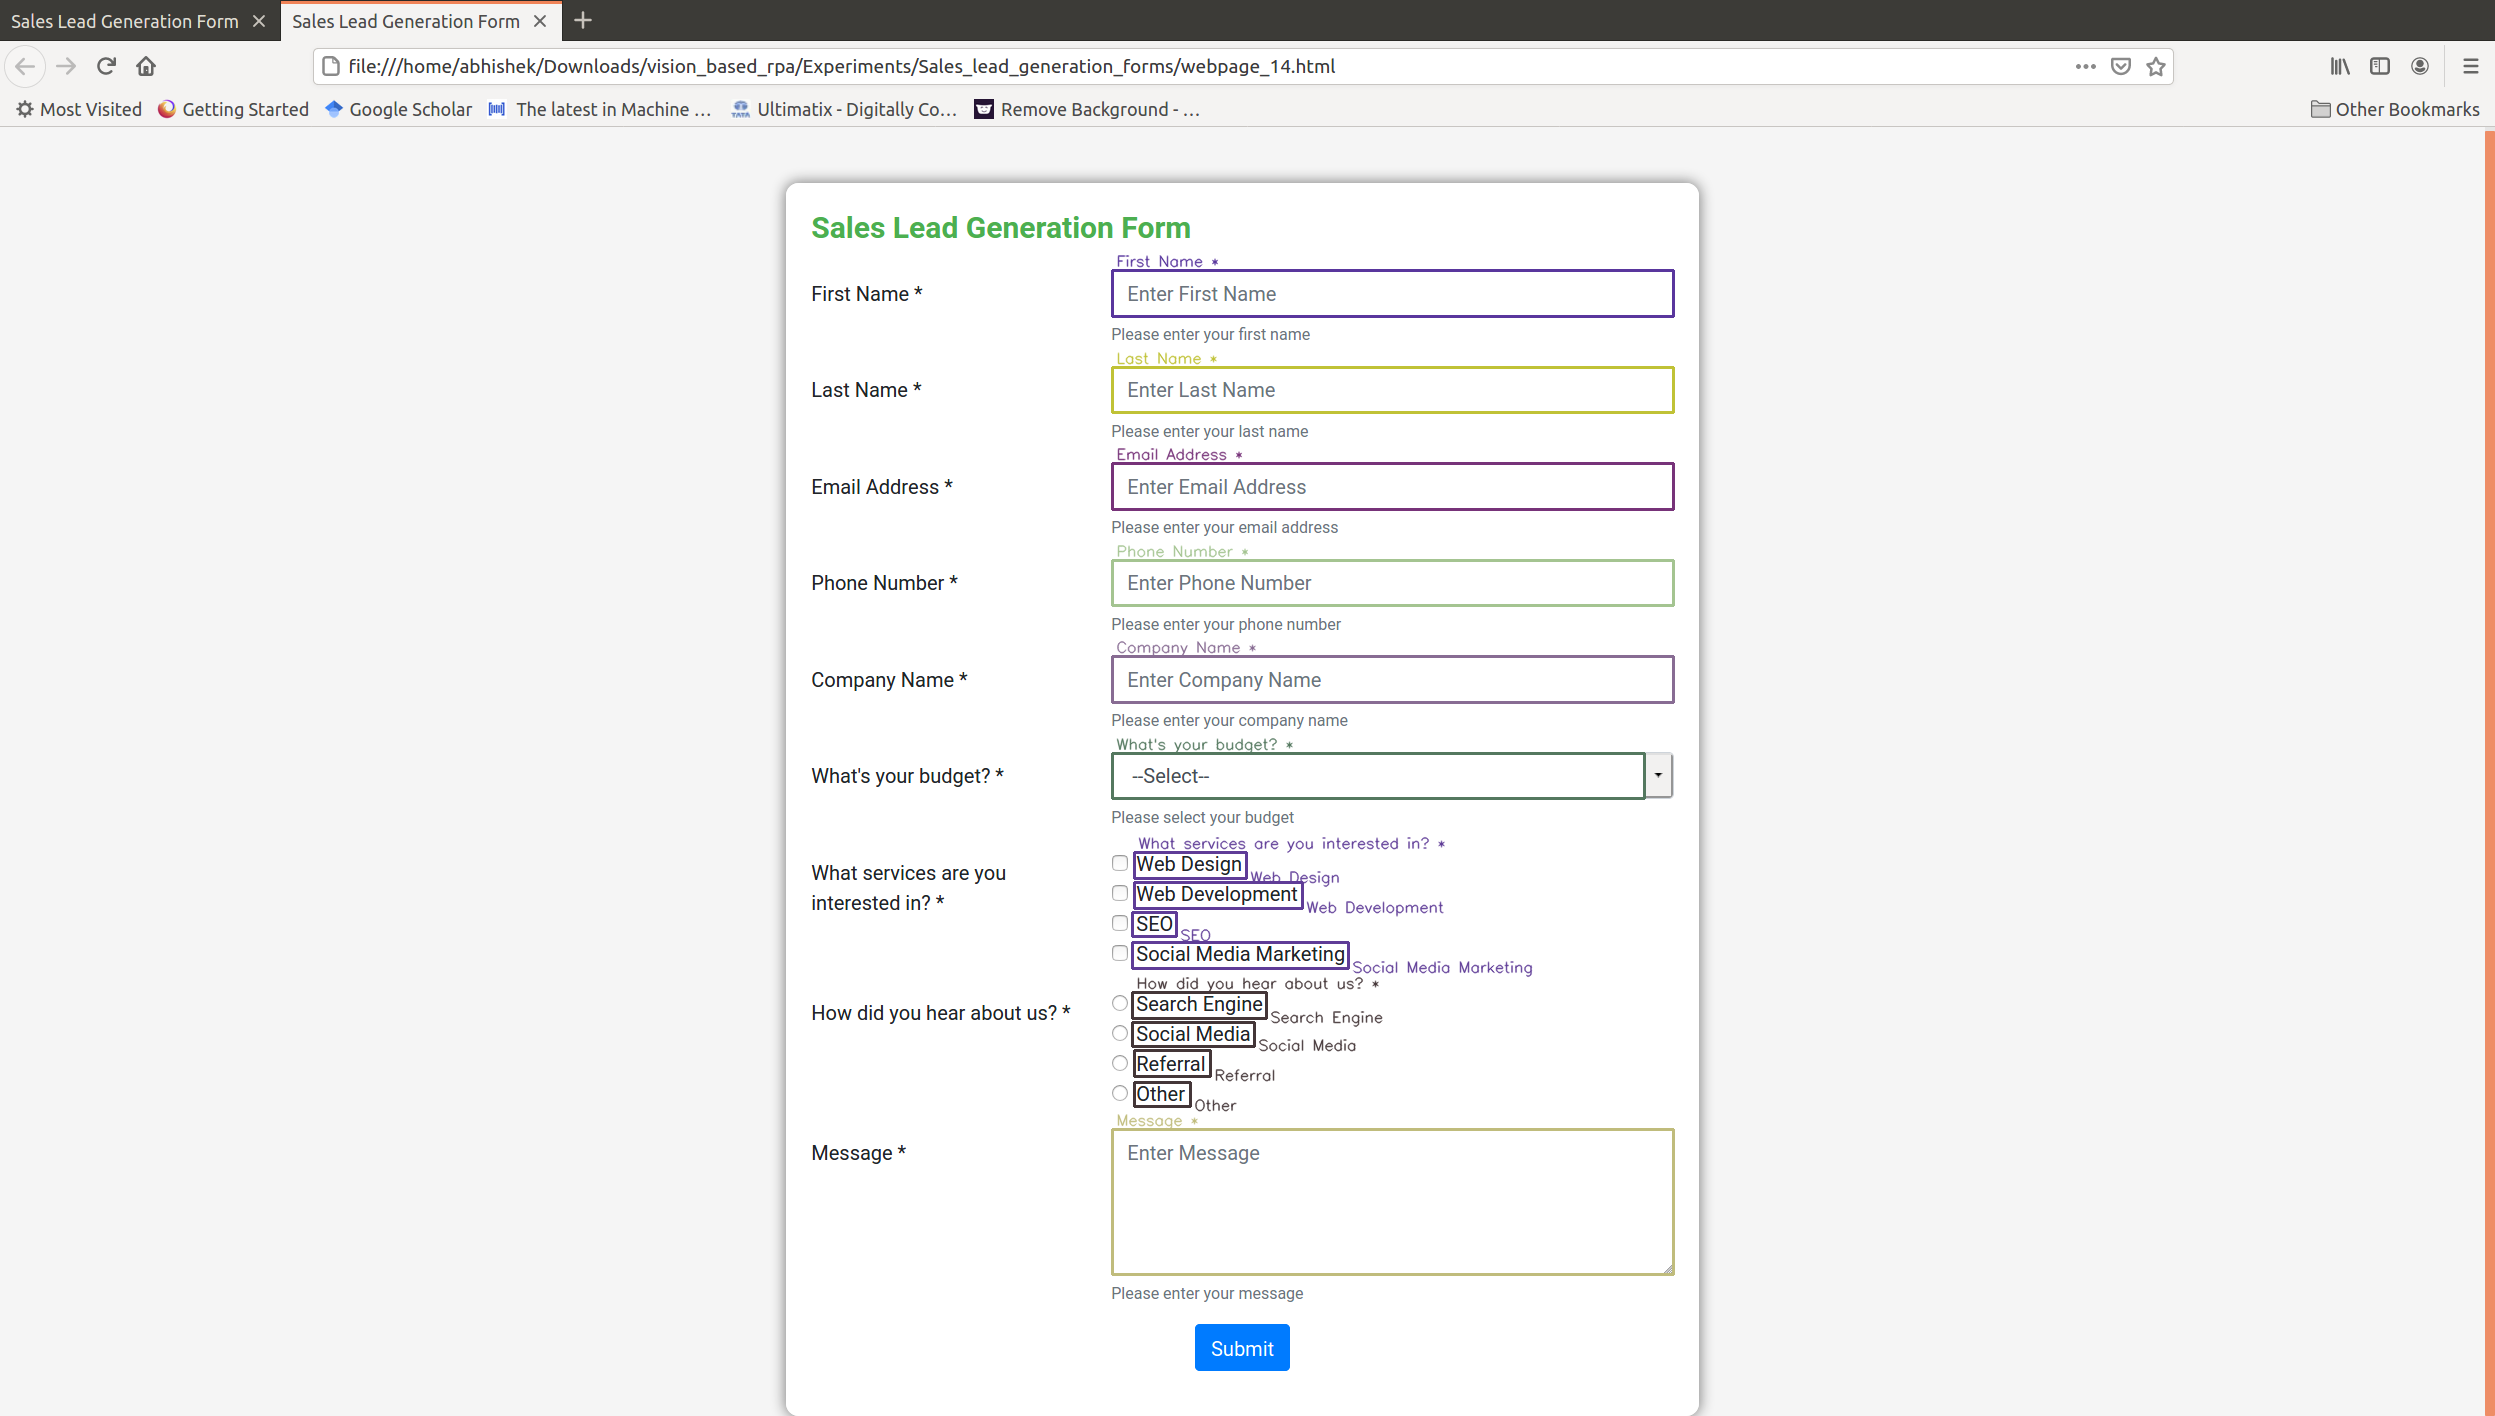 Sales Lead Generation Form
Sales Lead Generation Form
file:///home/abhishek/Downloads/vision_based_rpa/Experiments/Sales_lead_generation_forms/webpage_14.html
Most Visited
Getting Started
Google Scholar
The latest in Machine …
Ultimatix - Digitally Co…
Remove Background - …
Other Bookmarks
Sales Lead Generation Form
First Name *
First Name *
Enter First Name
Please enter your first name
Last Name *
Last Name *
Enter Last Name
Please enter your last name
Email Address *
Email Address *
Enter Email Address
Please enter your email address
Phone Number *
Phone Number *
Enter Phone Number
Please enter your phone number
Company Name *
Company Name *
Enter Company Name
Please enter your company name
What's your budget? *
What's your budget? *
--Select--
Please select your budget
What services are you interested in? *
What services are you
interested in? *
Web Design
Web Design
Web Development
Web Development
SEO
SEO
Social Media Marketing
Social Media Marketing
How did you hear about us? *
How did you hear about us? *
Search Engine
Search Engine
Social Media
Social Media
Referral
Referral
Other
Other
Message *
Message *
Enter Message
Please enter your message
Submit
TATA